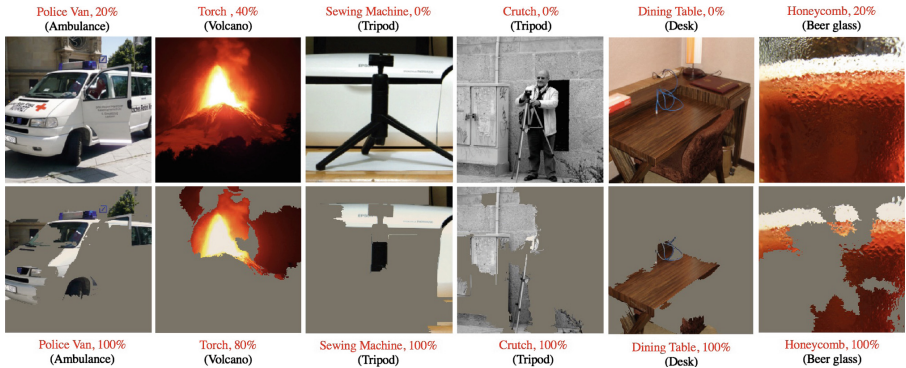 Police Van, 20%
(Ambulance)
Torch , 40%
(Volcano)
Sewing Machine, 0%
(Tripod)
Crutch, 0%
(Tripod)
Dining Table, 0%
(Desk)
Honeycomb, 20%
(Beer glass)
Police Van, 100%
(Ambulance)
Torch, 80%
(Volcano)
Sewing Machine, 100%
(Tripod)
Crutch, 100%
(Tripod)
Dining Table, 100%
(Desk)
Honeycomb, 100%
(Beer glass)